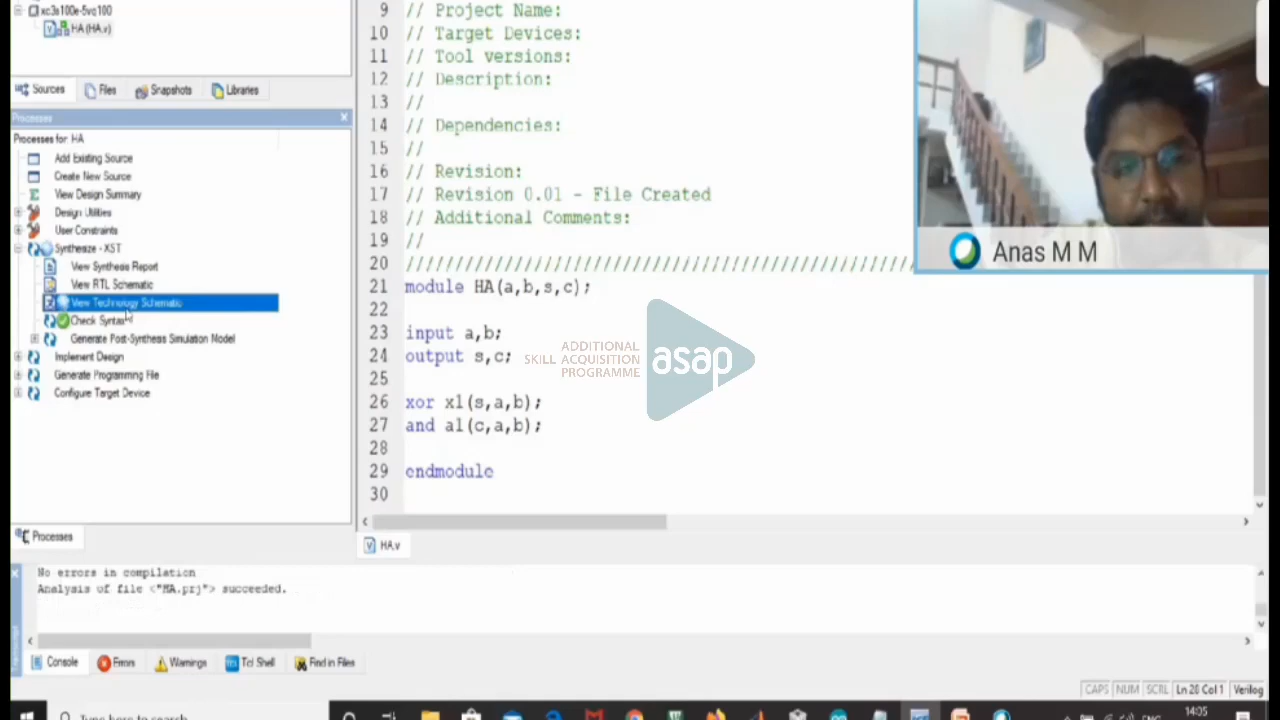 xc3s100e-5vq100
HA (HA.v)
Sources
Files
Snapshots
Libraries
Processes
Processes for: HA
Add Existing Source
Create New Source
View Design Summary
Design Utilities
User Constraints
Synthesize - XST
View Synthesis Report
View RTL Schematic
View Technology Schematic
Check Syntax
Generate Post-Synthesis Simulation Model
Implement Design
Generate Programming File
Configure Target Device
Processes
9 // Project Name:
10 // Target Devices:
11 // Tool versions:
12 // Description:
13 //
14 // Dependencies:
15 //
16 // Revision:
17 // Revision 0.01 - File Created
18 // Additional Comments:
19 //
20 //////////////////////////////////////////////
21 module HA(a,b,s,c);
22
23 input a,b;
24 output s,c;
25
26 xor x1(s,a,b);
27 and a1(c,a,b);
28
29 endmodule
30
HA.v
Anas M M
ADDITIONAL
SKILL ACQUISITION
PROGRAMME
asap
No errors in compilation
Analysis of file <"HA.prj"> succeeded.
Console
Errors
Warnings
Tcl Shell
Find in Files
CAPS NUM SCRL Ln 28 Col 1 Verilog
Type here to search
14:05